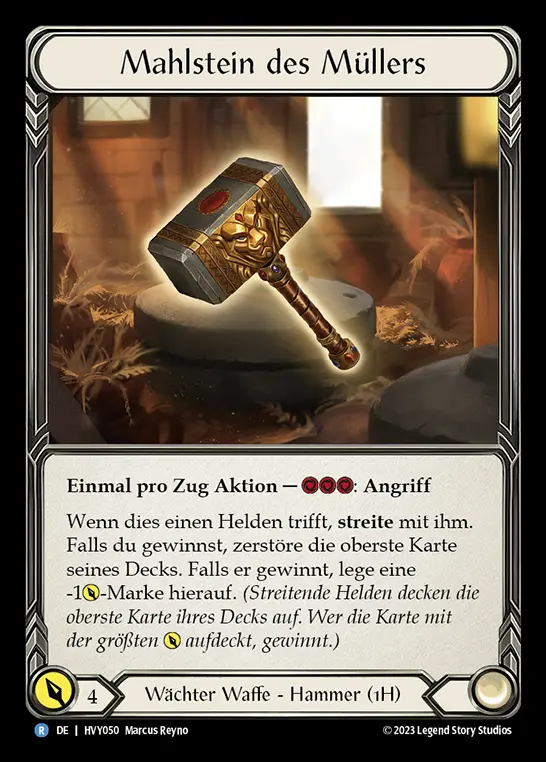 Mahlstein des Müllers
Einmal pro Zug Aktion — : Angriff
Wenn dies einen Helden trifft, streite mit ihm.
Falls du gewinnst, zerstöre die oberste Karte
seines Decks. Falls er gewinnt, lege eine
-1-Marke hierauf. (Streitende Helden decken die
oberste Karte ihres Decks auf. Wer die Karte mit
der größten aufdeckt, gewinnt.)
4
Wächter Waffe - Hammer (1H)
R DE | HVY050 Marcus Reyno
© 2023 Legend Story Studios